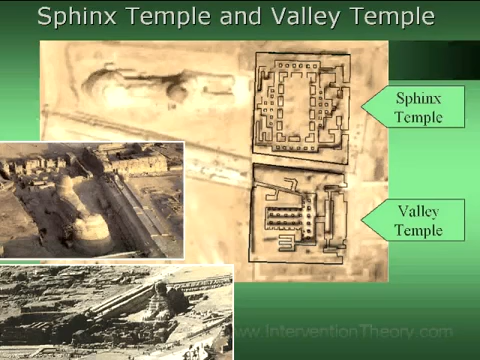 Sphinx Temple and Valley Temple
Sphinx
Temple
Valley
Temple
www.InterventionTheory.com